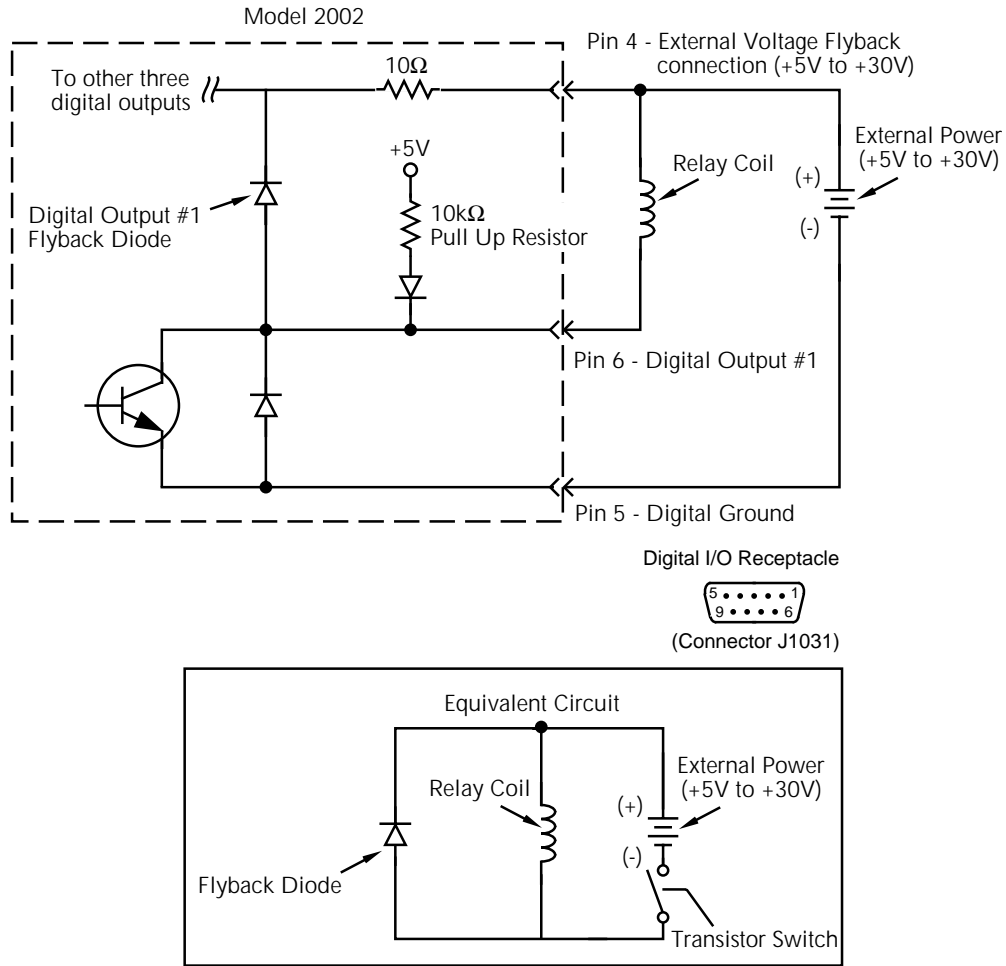 Model 2002
Pin 4 - External Voltage Flyback
connection (+5V to +30V)
To other three
digital outputs
10Ω
+5V
External Power
(+5V to +30V)
Relay Coil
(+)
(-)
Digital Output #1
Flyback Diode
10kΩ
Pull Up Resistor
Pin 6 - Digital Output #1
Pin 5 - Digital Ground
Digital I/O Receptacle
5 1
9 6
(Connector J1031)
Equivalent Circuit
External Power
(+5V to +30V)
Relay Coil
(+)
(-)
Flyback Diode
Transistor Switch